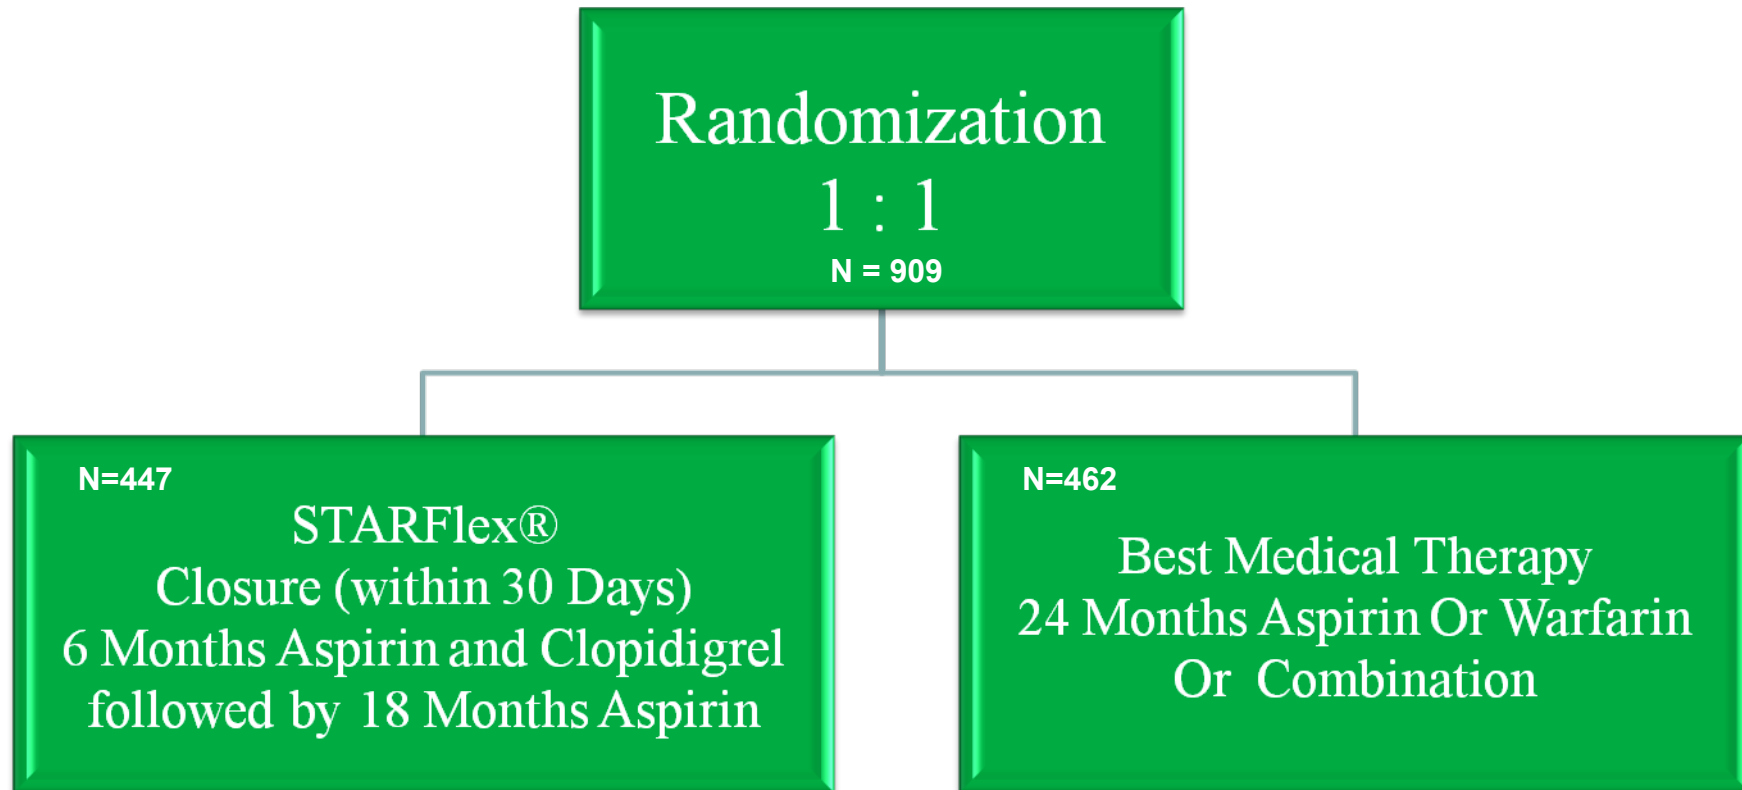 Randomization
1 : 1
N = 909
N=447
STARFlex®
Closure (within 30 Days)
6 Months Aspirin and Clopidigrel
followed by 18 Months Aspirin
N=462
Best Medical Therapy
24 Months Aspirin Or Warfarin
Or Combination